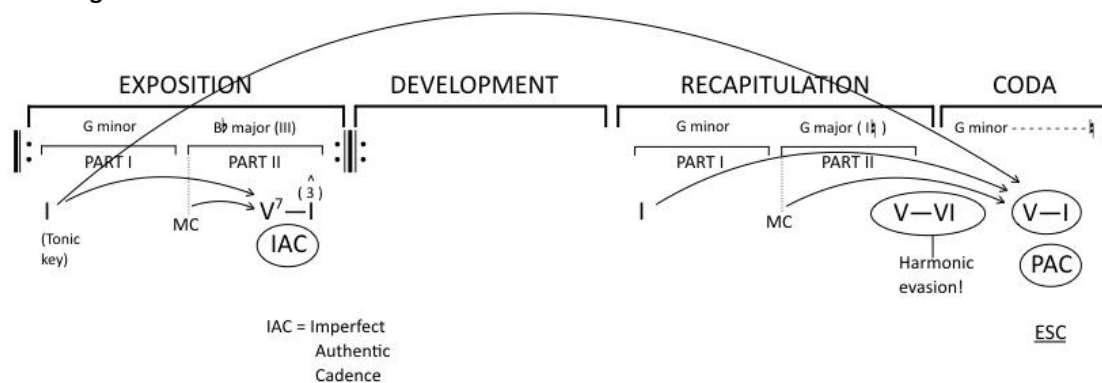 EXPOSITION DEVELOPMENT RECAPITULATION CODA
G minor B♭ major (III) G minor G major ( I♮ ) G minor ♮
PART I PART II PART I PART II
^
( 3 )
I V⁷ — I I V—VI V—I
MC MC
(Tonic
key)
IAC PAC
Harmonic
evasion!
IAC = Imperfect
Authentic
Cadence
ESC